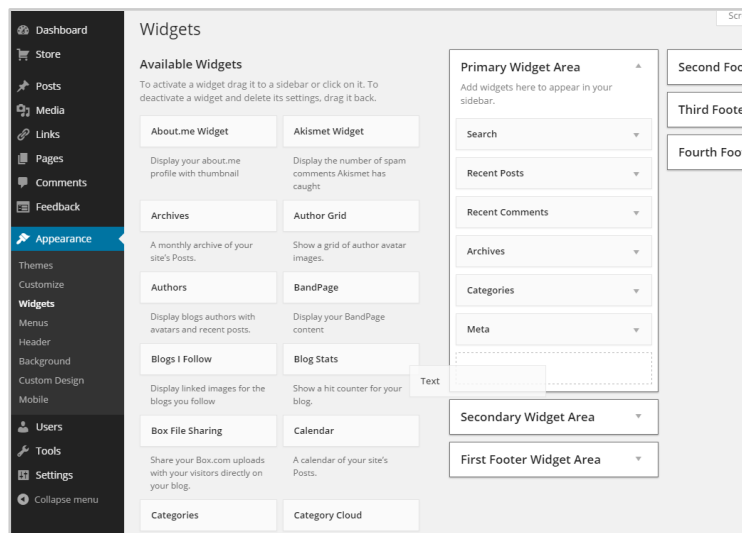 Scr
Dashboard
Store
Posts
Media
Links
Pages
Comments
Feedback
Appearance
Themes
Customize
Widgets
Menus
Header
Background
Custom Design
Mobile
Users
Tools
Settings
Collapse menu
Widgets
Available Widgets
To activate a widget drag it to a sidebar or click on it. To
deactivate a widget and delete its settings, drag it back.
About.me Widget
Akismet Widget
Display your about.me
profile with thumbnail
Display the number of spam
comments Akismet has
caught
Archives
Author Grid
A monthly archive of your
site's Posts.
Show a grid of author avatar
images.
Authors
BandPage
Display blogs authors with
avatars and recent posts.
Display your BandPage
content
Blogs I Follow
Blog Stats
Display linked images for the
blogs you follow
Show a hit counter for your
blog.
Box File Sharing
Calendar
Share your Box.com uploads
with your visitors directly on
your blog.
A calendar of your site's
Posts.
Categories
Category Cloud
Text
Primary Widget Area
Add widgets here to appear in your
sidebar.
Search
Recent Posts
Recent Comments
Archives
Categories
Meta
Secondary Widget Area
First Footer Widget Area
Second Foo
Third Foote
Fourth Foo